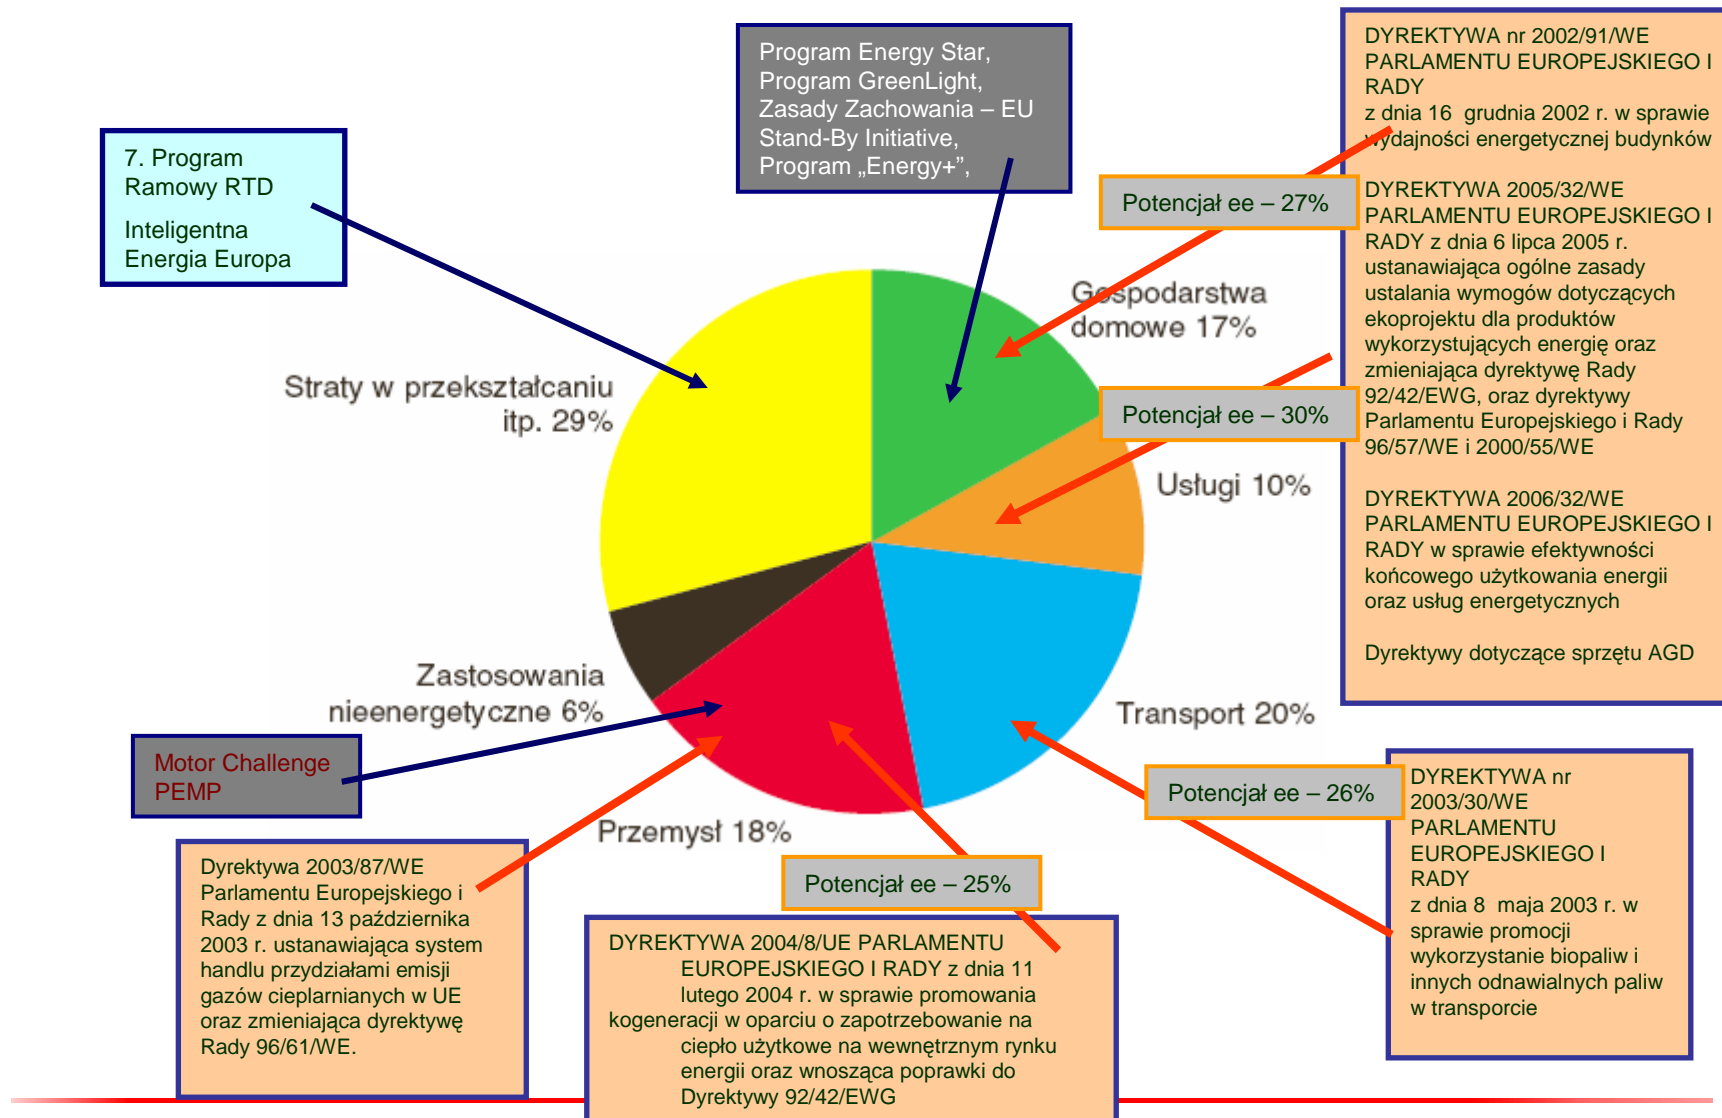 Program Energy Star,
Program GreenLight,
Zasady Zachowania – EU
Stand-By Initiative,
Program „Energy+”,
7. Program
Ramowy RTD
Inteligentna
Energia Europa
DYREKTYWA nr 2002/91/WE
PARLAMENTU EUROPEJSKIEGO I
RADY
z dnia 16 grudnia 2002 r. w sprawie
wydajności energetycznej budynków
DYREKTYWA 2005/32/WE
PARLAMENTU EUROPEJSKIEGO I
RADY z dnia 6 lipca 2005 r.
ustanawiająca ogólne zasady
ustalania wymogów dotyczących
ekoprojektu dla produktów
wykorzystujących energię oraz
zmieniająca dyrektywę Rady
92/42/EWG, oraz dyrektywy
Parlamentu Europejskiego i Rady
96/57/WE i 2000/55/WE
DYREKTYWA 2006/32/WE
PARLAMENTU EUROPEJSKIEGO I
RADY w sprawie efektywności
końcowego użytkowania energii
oraz usług energetycznych
Dyrektywy dotyczące sprzętu AGD
Potencjał ee – 27%
Gospodarstwa
domowe 17%
Potencjał ee – 30%
Usługi 10%
Straty w przekształcaniu
itp. 29%
Zastosowania
nieenergetyczne 6%
Transport 20%
Motor Challenge
PEMP
Przemysł 18%
Potencjał ee – 26%
Potencjał ee – 25%
DYREKTYWA nr
2003/30/WE
PARLAMENTU
EUROPEJSKIEGO I
RADY
z dnia 8 maja 2003 r. w
sprawie promocji
wykorzystanie biopaliw i
innych odnawialnych paliw
w transporcie
Dyrektywa 2003/87/WE
Parlamentu Europejskiego i
Rady z dnia 13 października
2003 r. ustanawiająca system
handlu przydziałami emisji
gazów cieplarnianych w UE
oraz zmieniająca dyrektywę
Rady 96/61/WE.
DYREKTYWA 2004/8/UE PARLAMENTU
EUROPEJSKIEGO I RADY z dnia 11
lutego 2004 r. w sprawie promowania
kogeneracji w oparciu o zapotrzebowanie na
ciepło użytkowe na wewnętrznym rynku
energii oraz wnosząca poprawki do
Dyrektywy 92/42/EWG